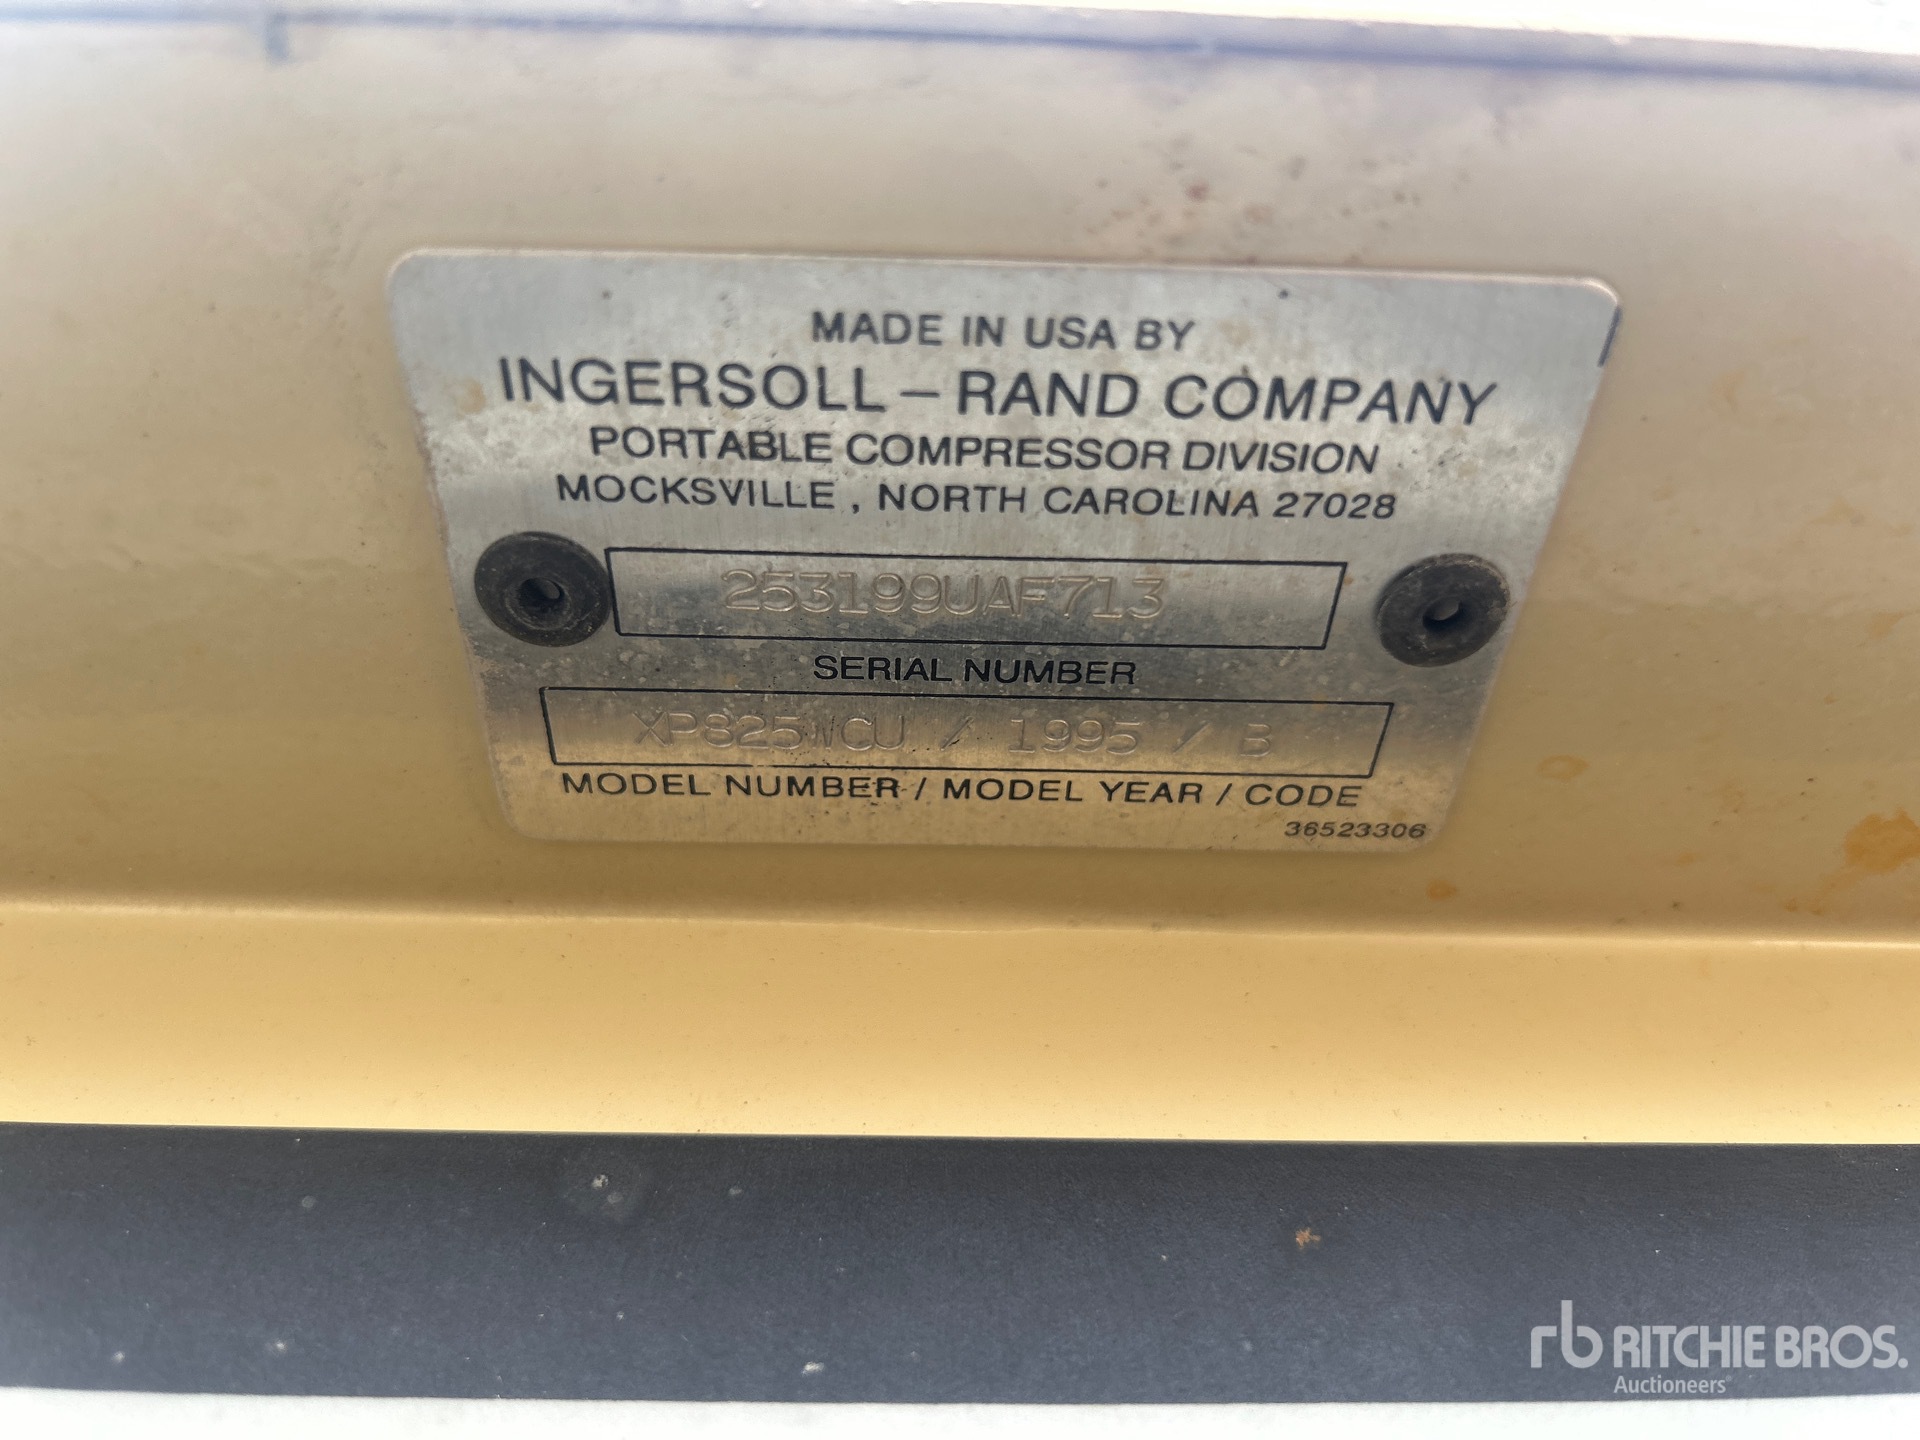 MADE IN USA BY
INGERSOLL – RAND COMPANY
PORTABLE COMPRESSOR DIVISION
MOCKSVILLE , NORTH CAROLINA 27028
253199UAF713
SERIAL NUMBER
XP825WCU / 1995 / B
MODEL NUMBER / MODEL YEAR / CODE
36523306
rb RITCHIE BROS.
Auctioneers